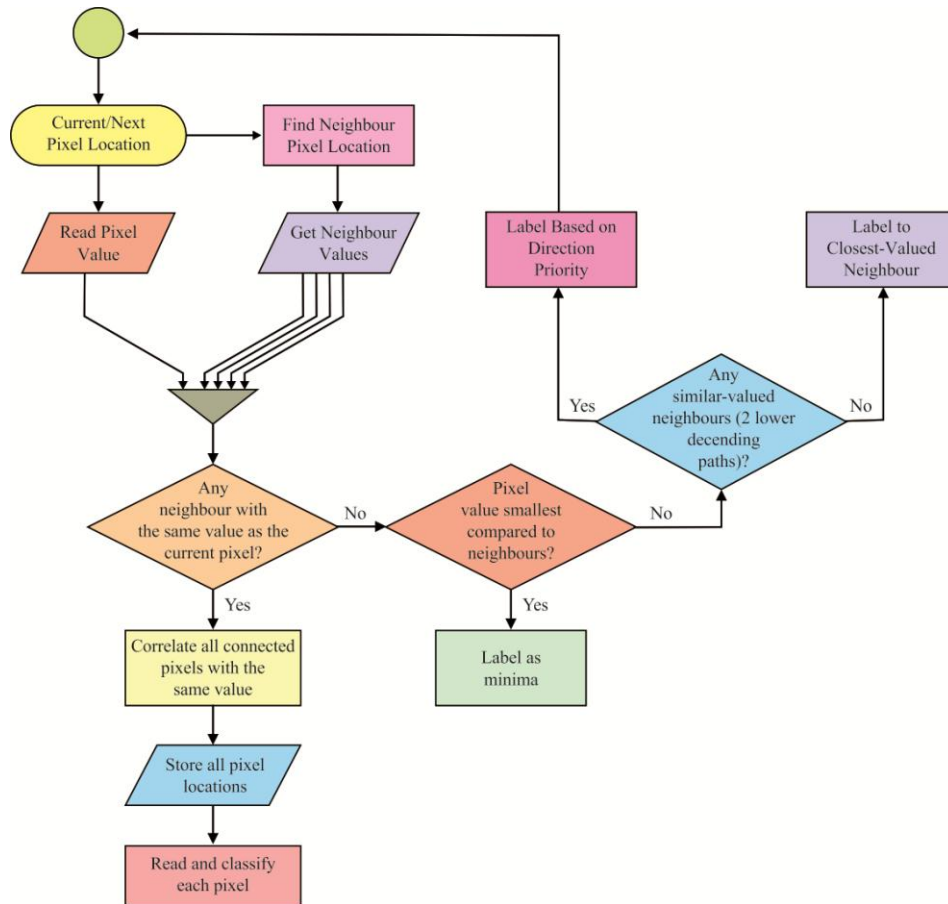 Current/Next
Pixel Location
Find Neighbour
Pixel Location
Read Pixel
Value
Get Neighbour
Values
Label Based on
Direction
Priority
Label to
Closest-Valued
Neighbour
Any
similar-valued
neighbours (2 lower
decending
paths)?
Yes
No
Any
neighbour with
the same value as the
current pixel?
No
Pixel
value smallest
compared to
neighbours?
No
Yes
Yes
Correlate all connected
pixels with the
same value
Label as
minima
Store all pixel
locations
Read and classify
each pixel